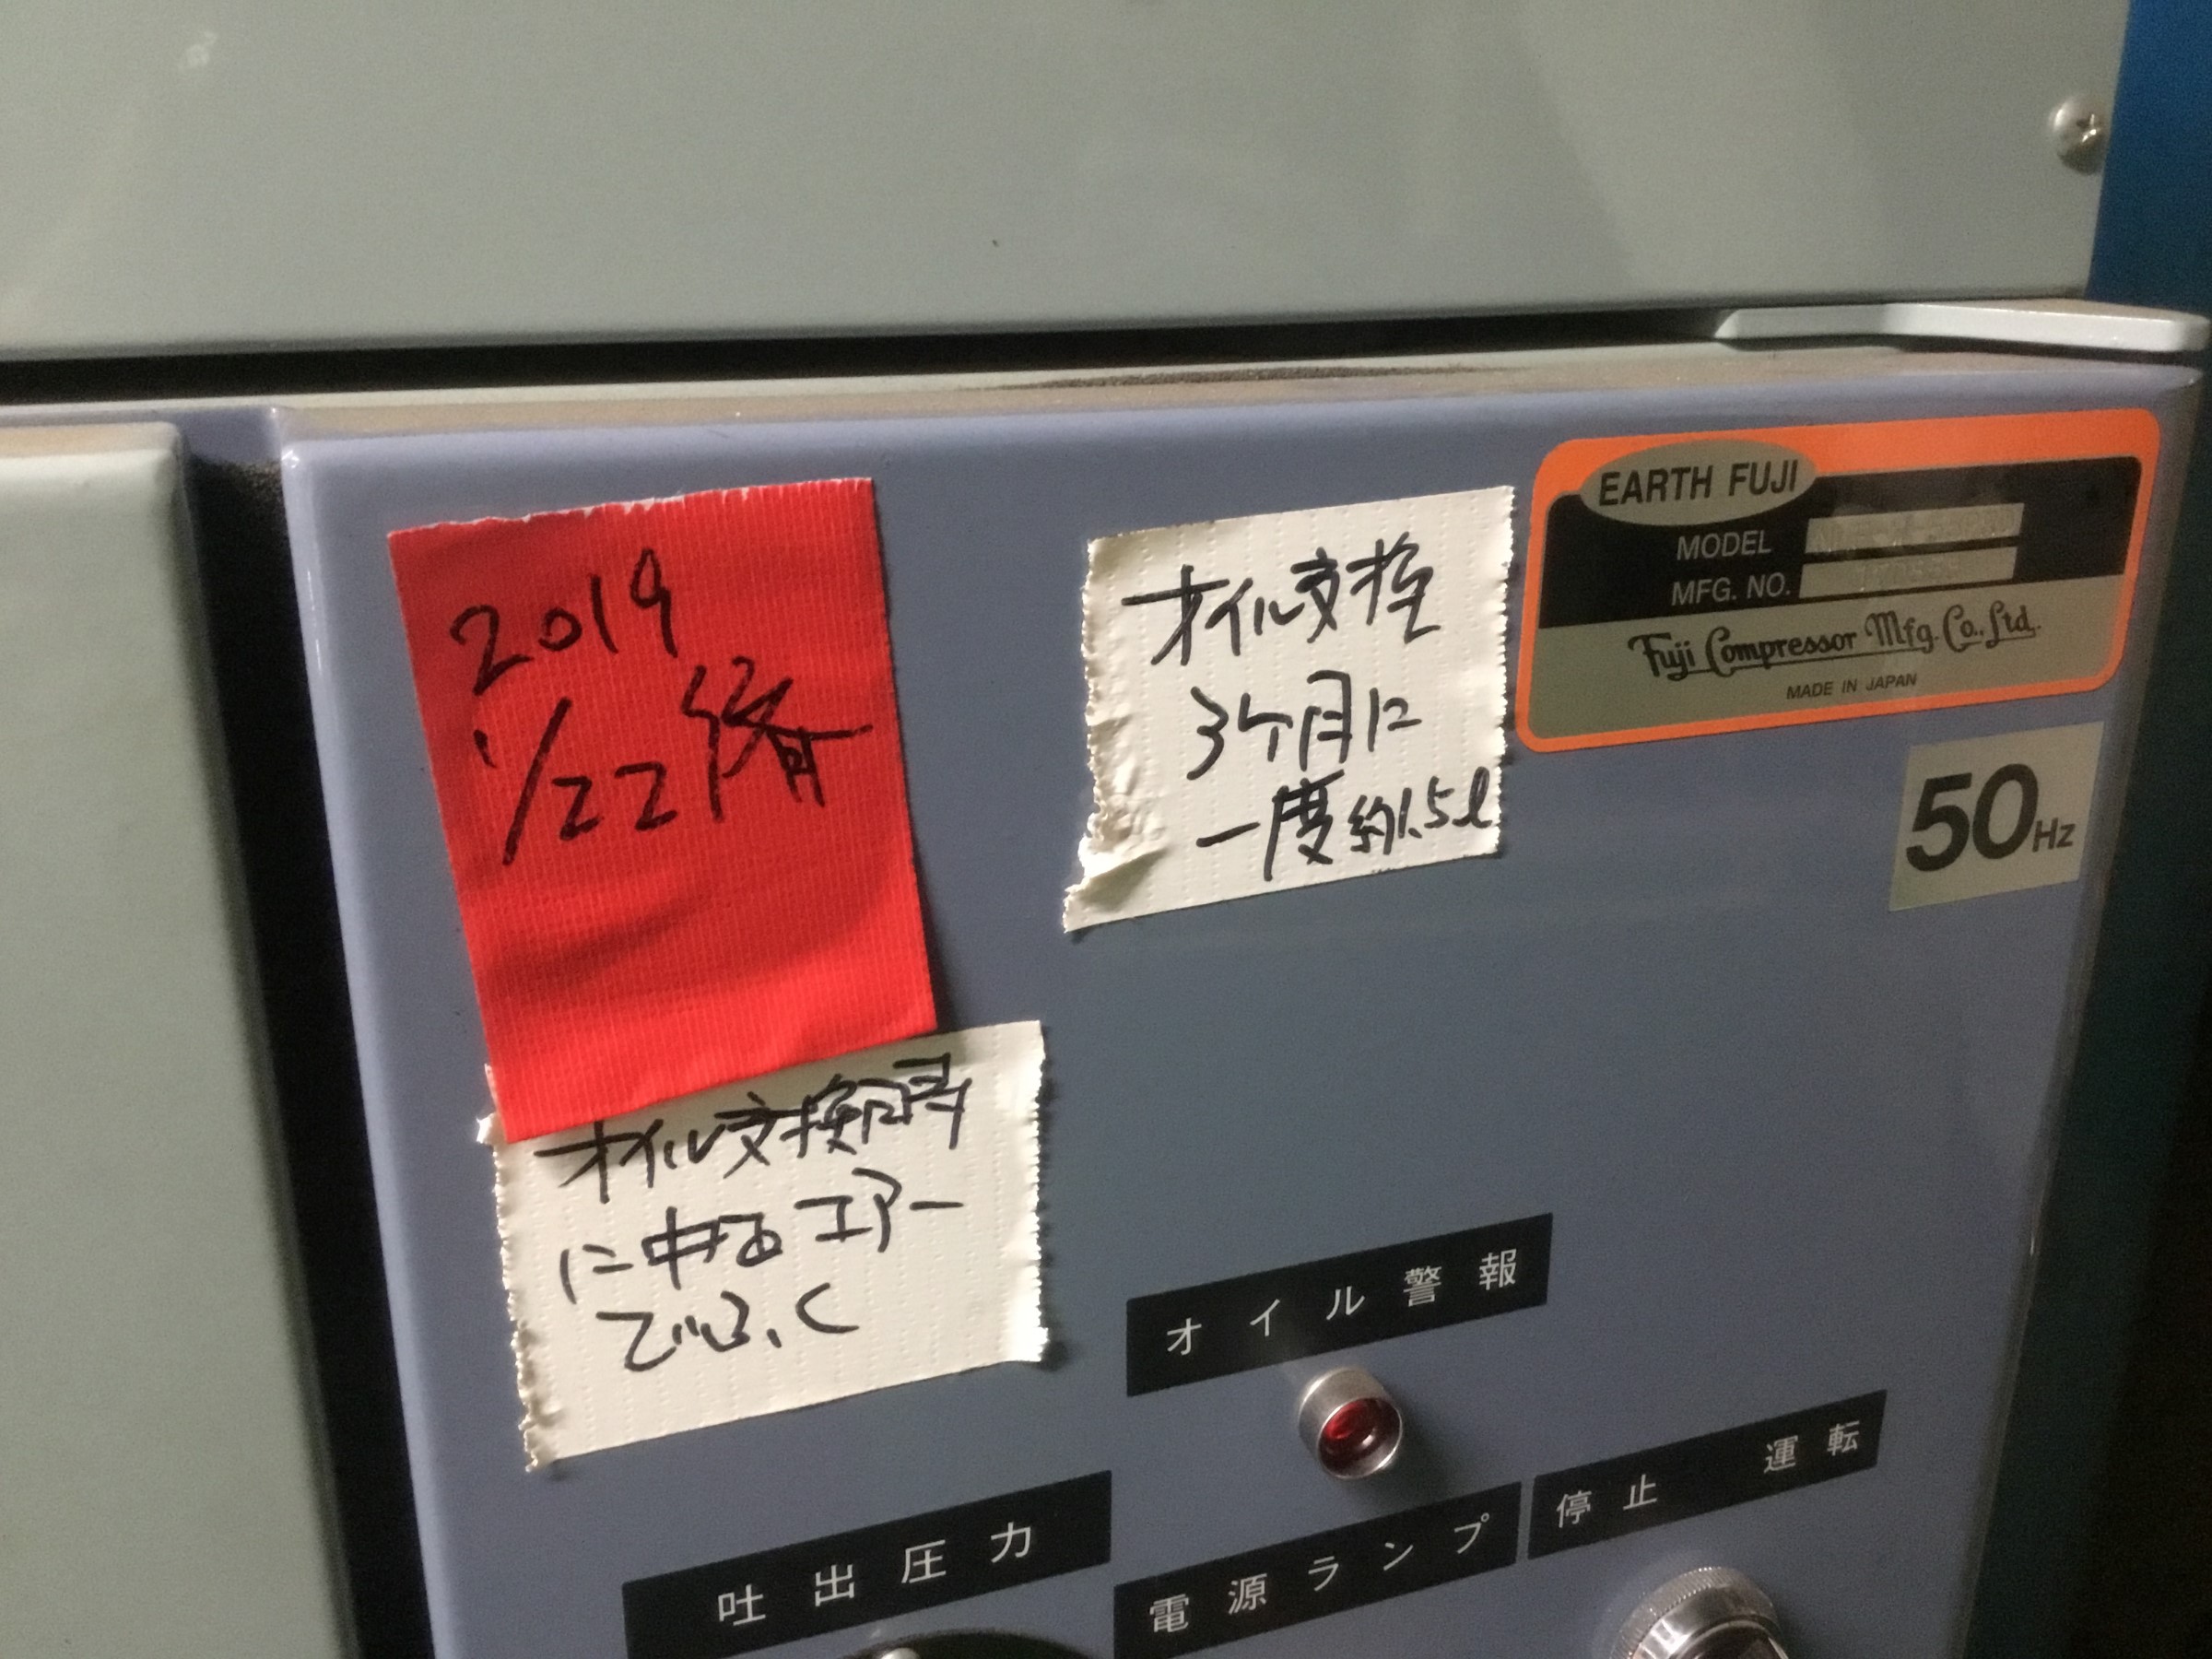 2019
1/22 修
オイル交換
3ケ月に
一度約1.5ℓ
EARTH FUJI
MODEL
MFG. NO.
Fuji Compressor Mfg. Co., Ltd.
MADE IN JAPAN
50Hz
オイル交換時
に中をエアー
でふく
オイル警報
吐出圧力
電源ランプ
停止 運転